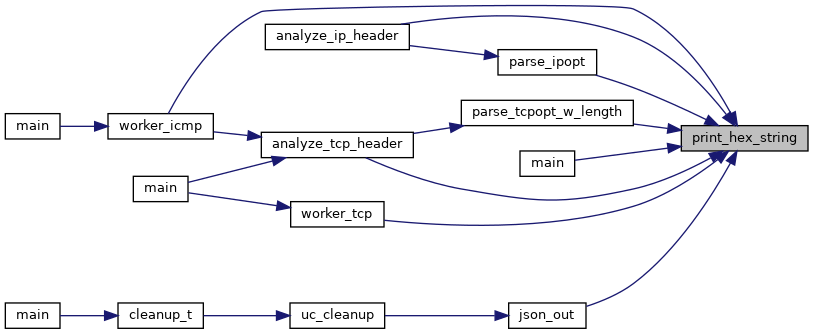 analyze_ip_header
parse_ipopt
parse_tcpopt_w_length
main
worker_icmp
print_hex_string
analyze_tcp_header
main
main
worker_tcp
main
cleanup_t
uc_cleanup
json_out